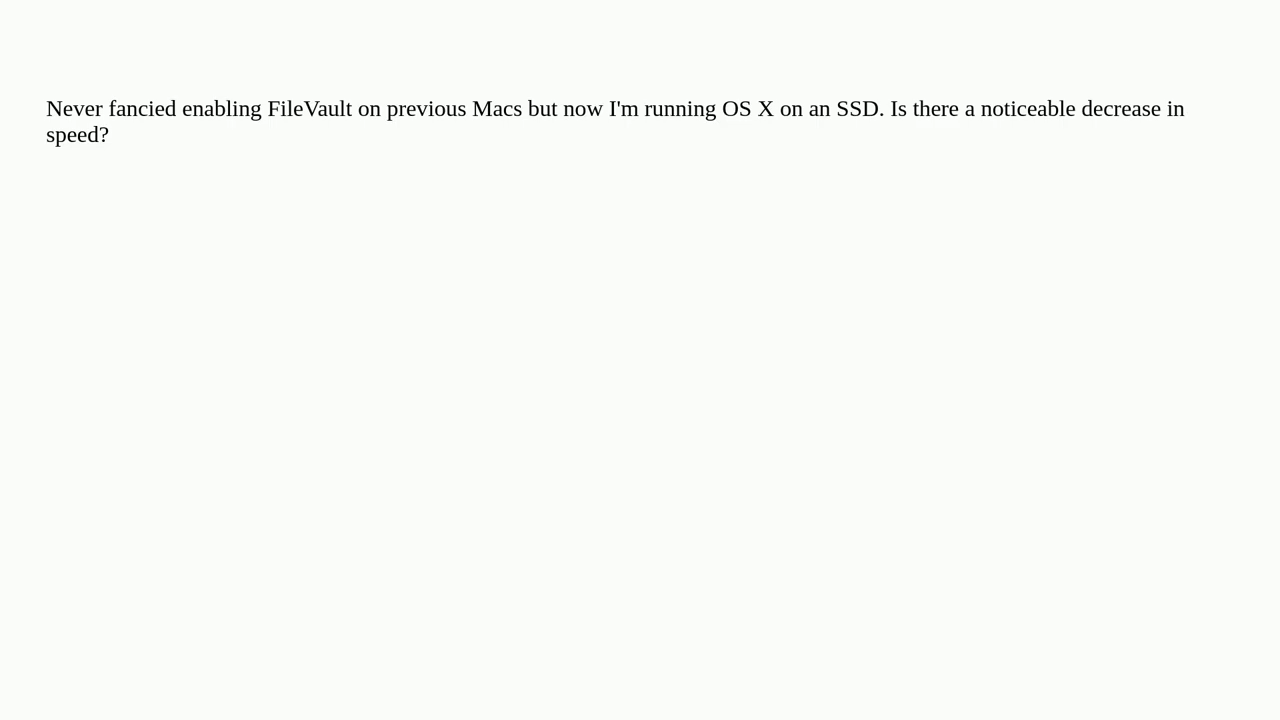 Never fancied enabling FileVault on previous Macs but now I'm running OS X on an SSD. Is there a noticeable decrease in
speed?